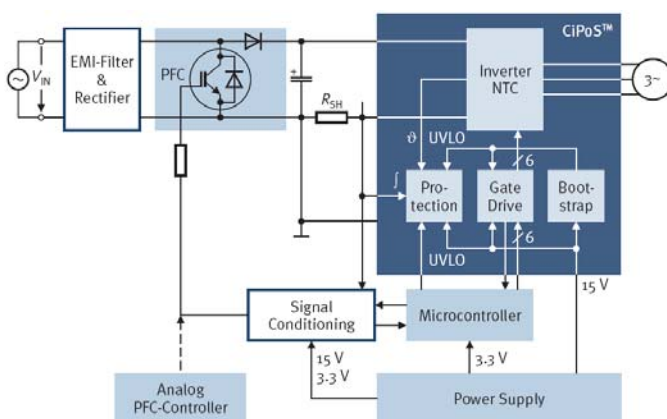 CiPoS™
EMI-Filter
&
Rectifier
V_IN
PFC
Inverter
NTC
3~
R_SH
ϑ
UVLO
6
∫
Pro-
tection
Gate
Drive
Boot-
strap
6
UVLO
15 V
Signal
Conditioning
Microcontroller
15 V
3.3 V
3.3 V
Analog
PFC-Controller
Power Supply